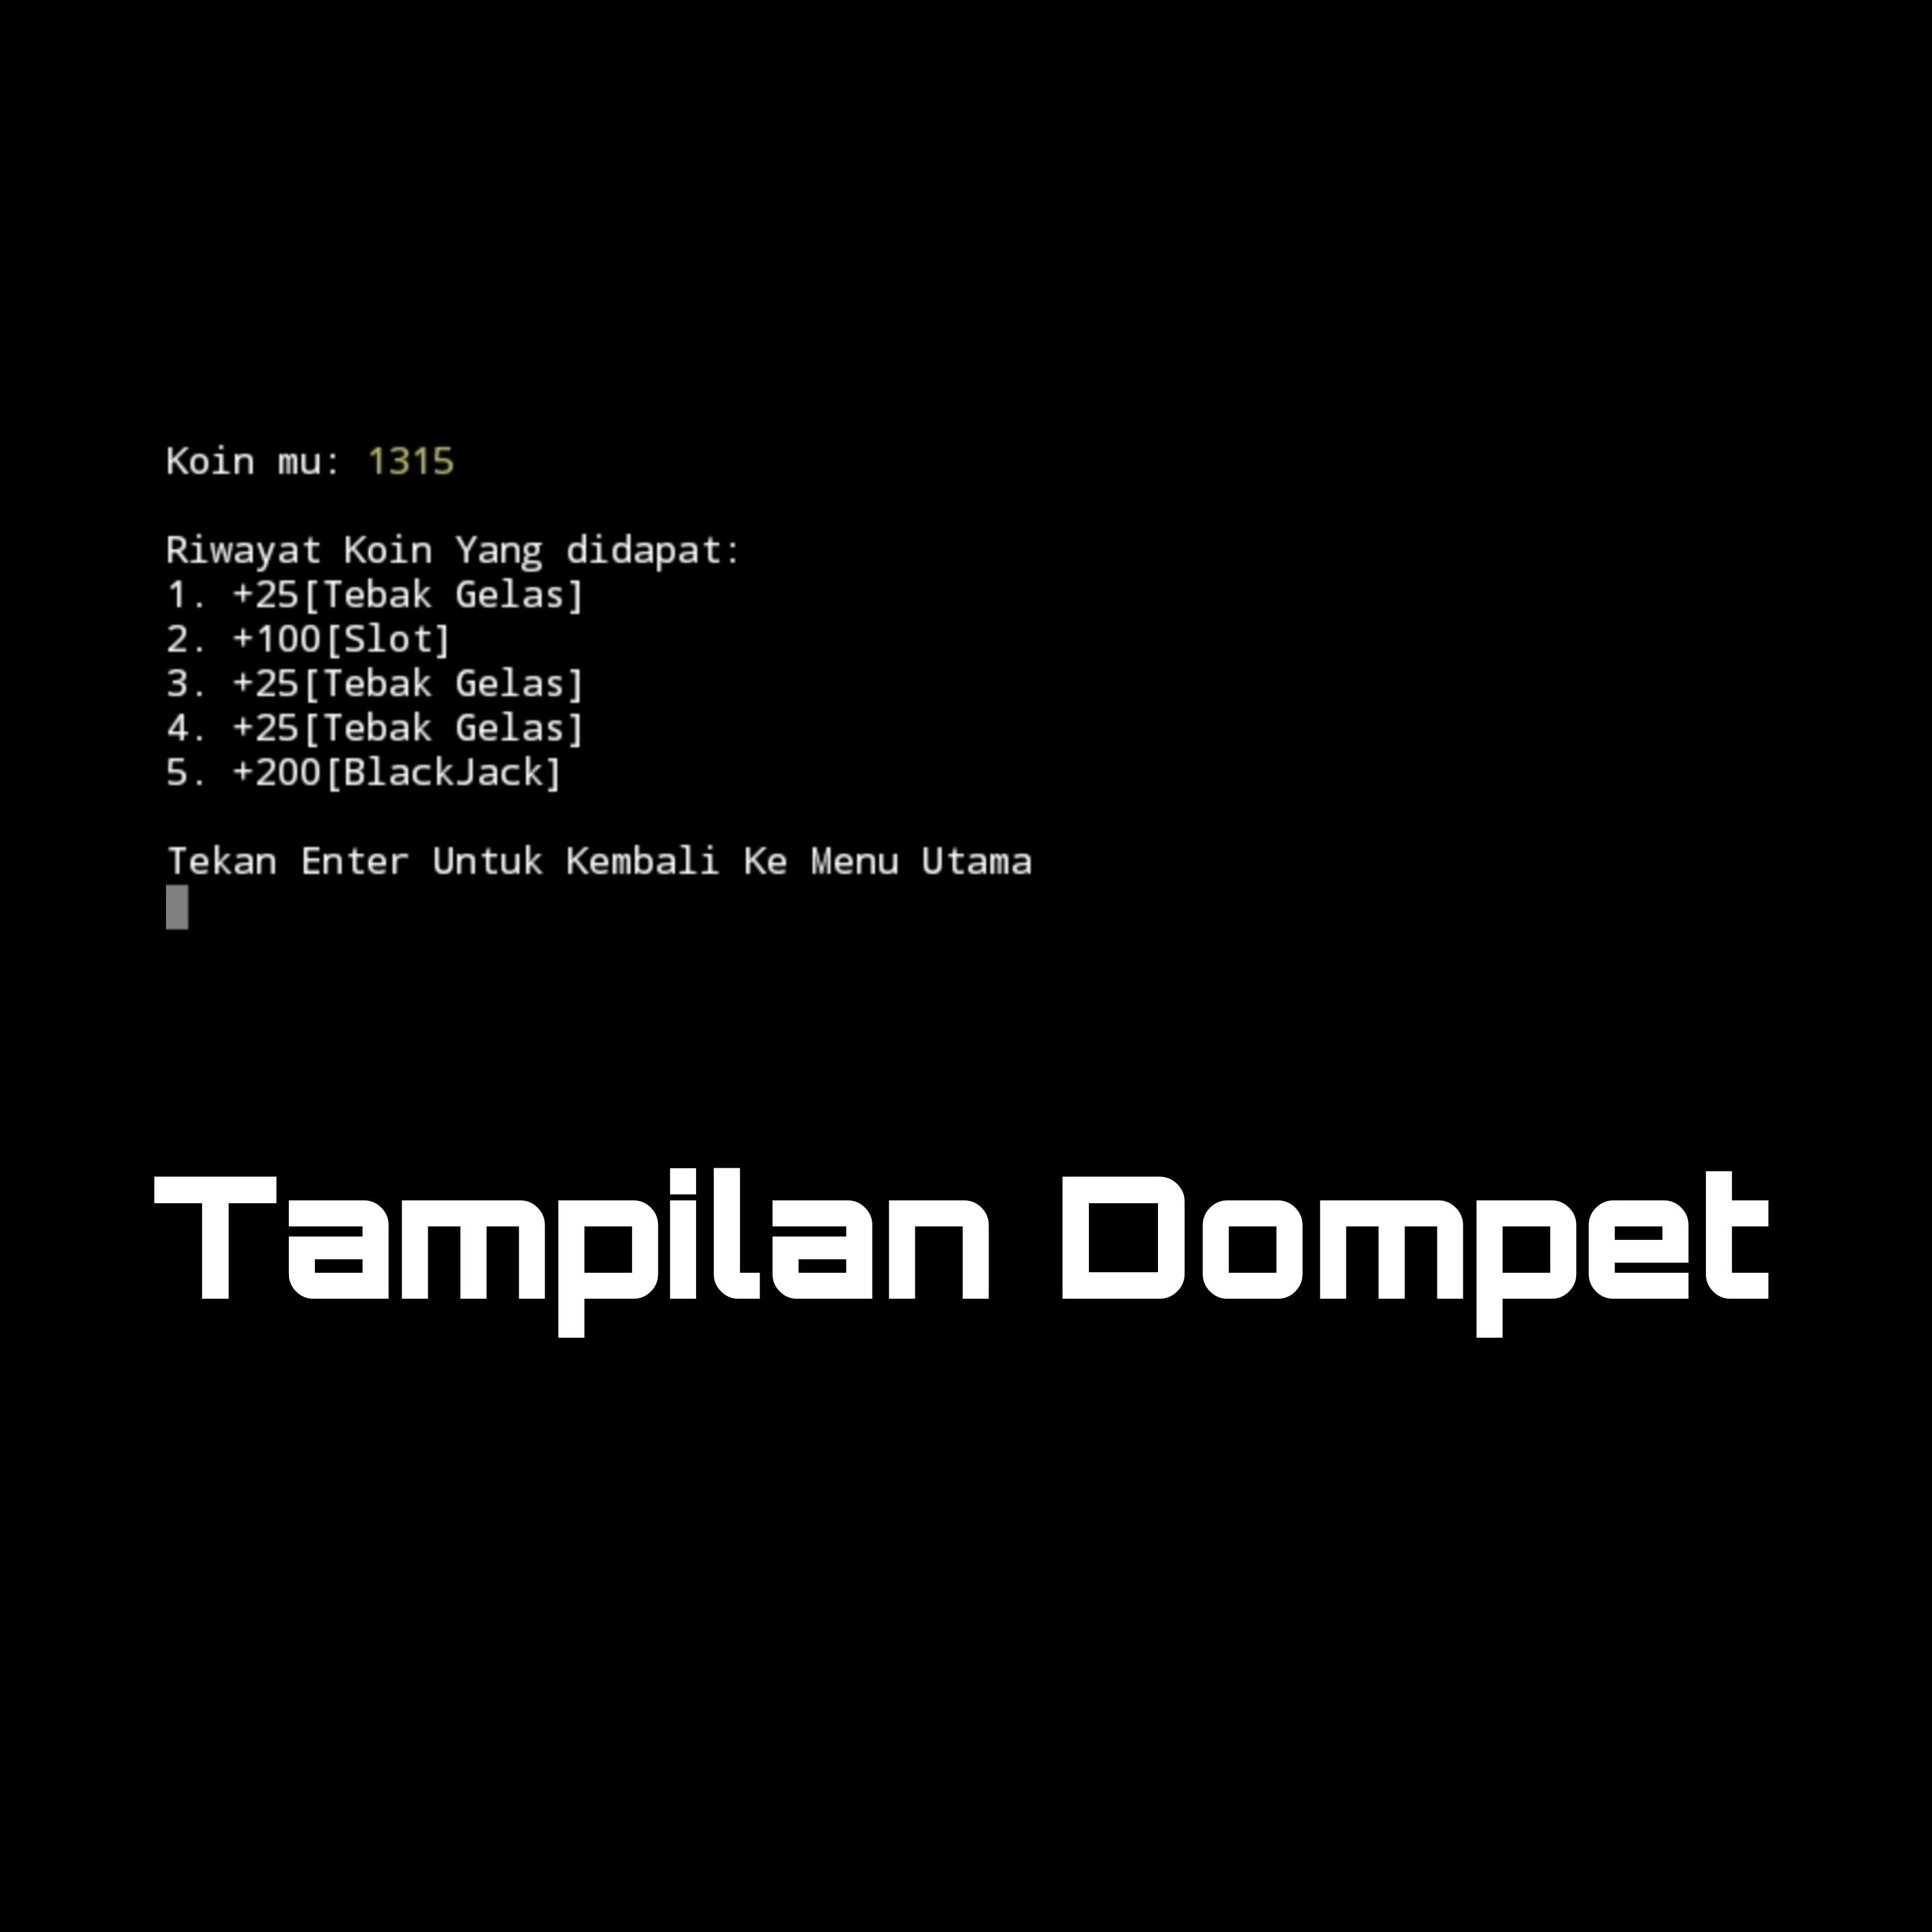 Koin mu: 1315
Riwayat Koin Yang didapat:
1. +25[Tebak Gelas]
2. +100[Slot]
3. +25[Tebak Gelas]
4. +25[Tebak Gelas]
5. +200[BlackJack]
Tekan Enter Untuk Kembali Ke Menu Utama
Tampilan Dompet